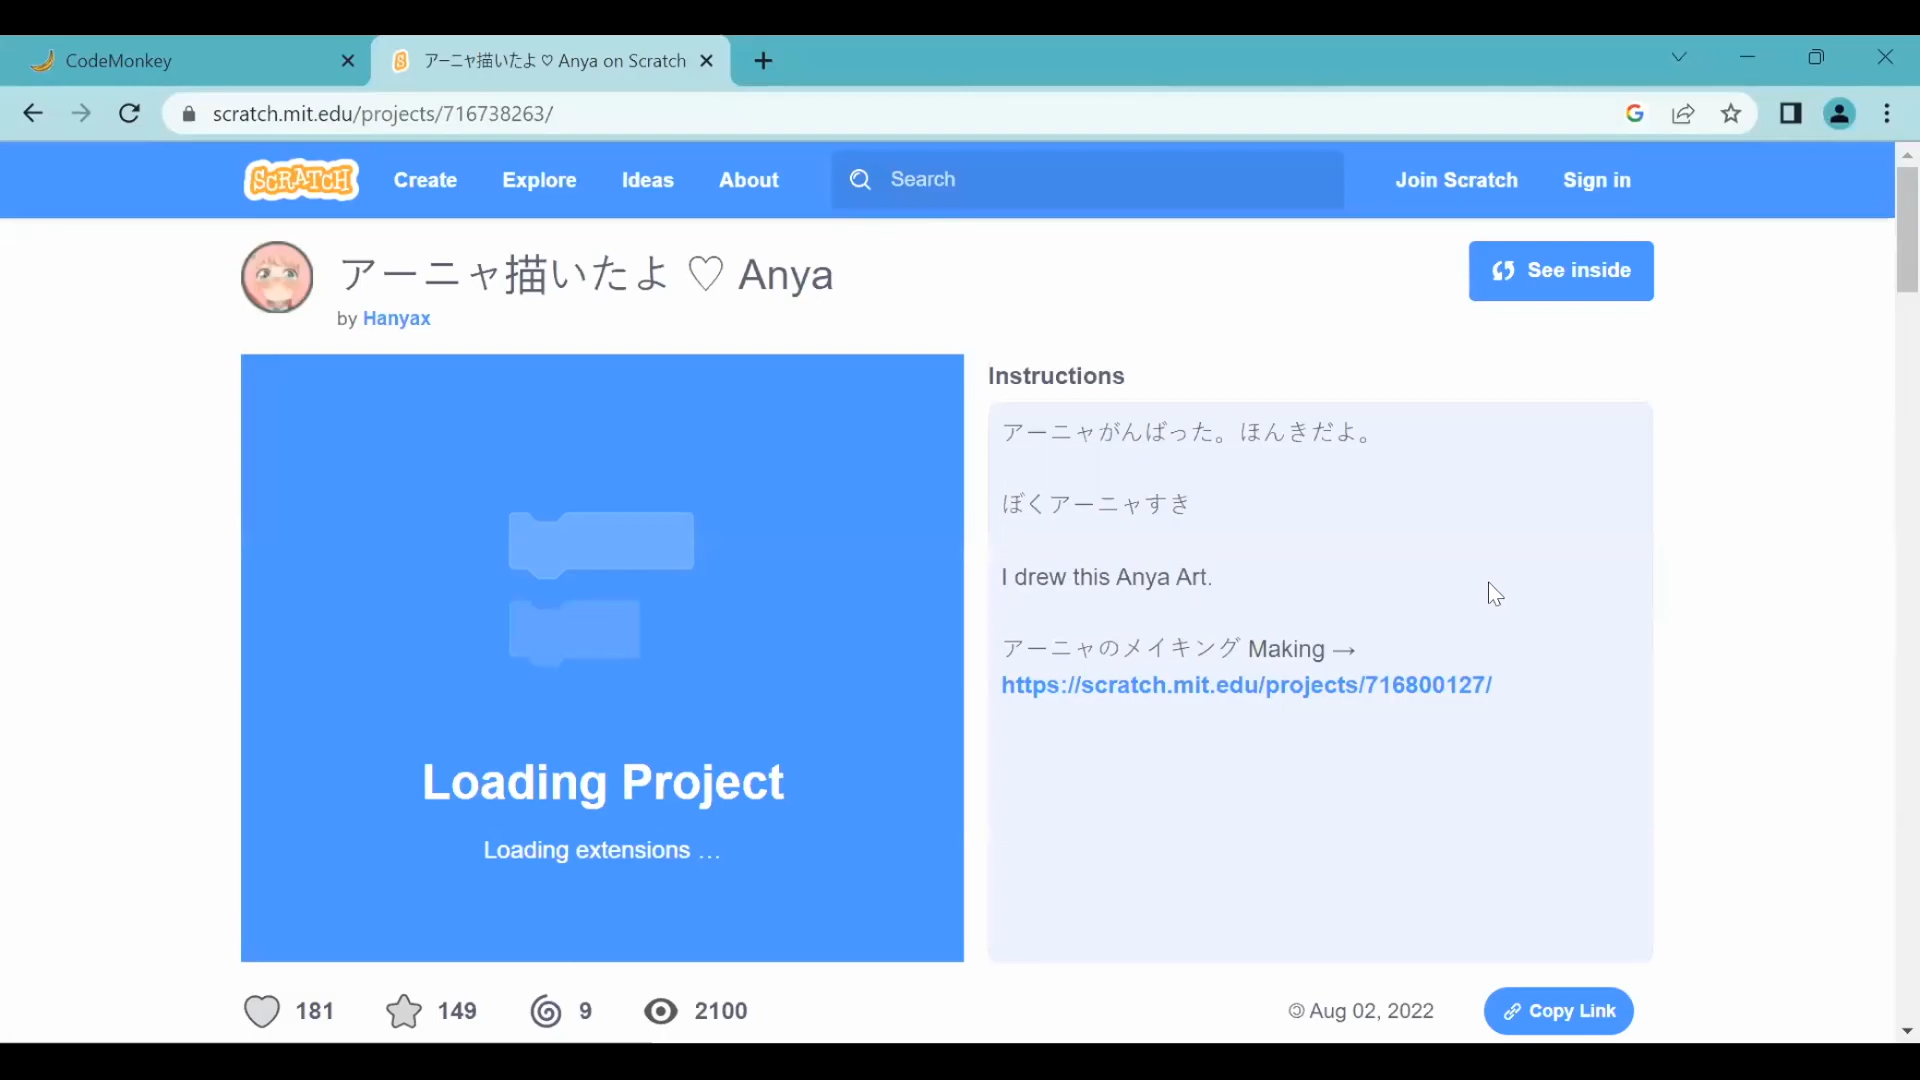 CodeMonkey
アーニャ描いたよ ♡ Anya on Scratch
scratch.mit.edu/projects/716738263/
SCRATCH
Create
Explore
Ideas
About
Search
Join Scratch
Sign in
アーニャ描いたよ ♡ Anya
by Hanyax
See inside
Loading Project
Loading extensions …
Instructions
アーニャがんばった。ほんきだよ。
ぼくアーニャすき
I drew this Anya Art.
アーニャのメイキング Making →
https://scratch.mit.edu/projects/716800127/
181
149
9
2100
© Aug 02, 2022
Copy Link